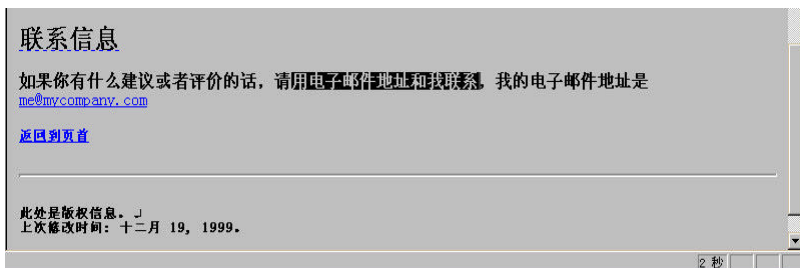 联系信息
如果你有什么建议或者评价的话，请用电子邮件地址和我联系。我的电子邮件地址是
me@mycompany.com
返回到页首
此处是版权信息。↵
上次修改时间：十二月 19, 1999。
2 秒